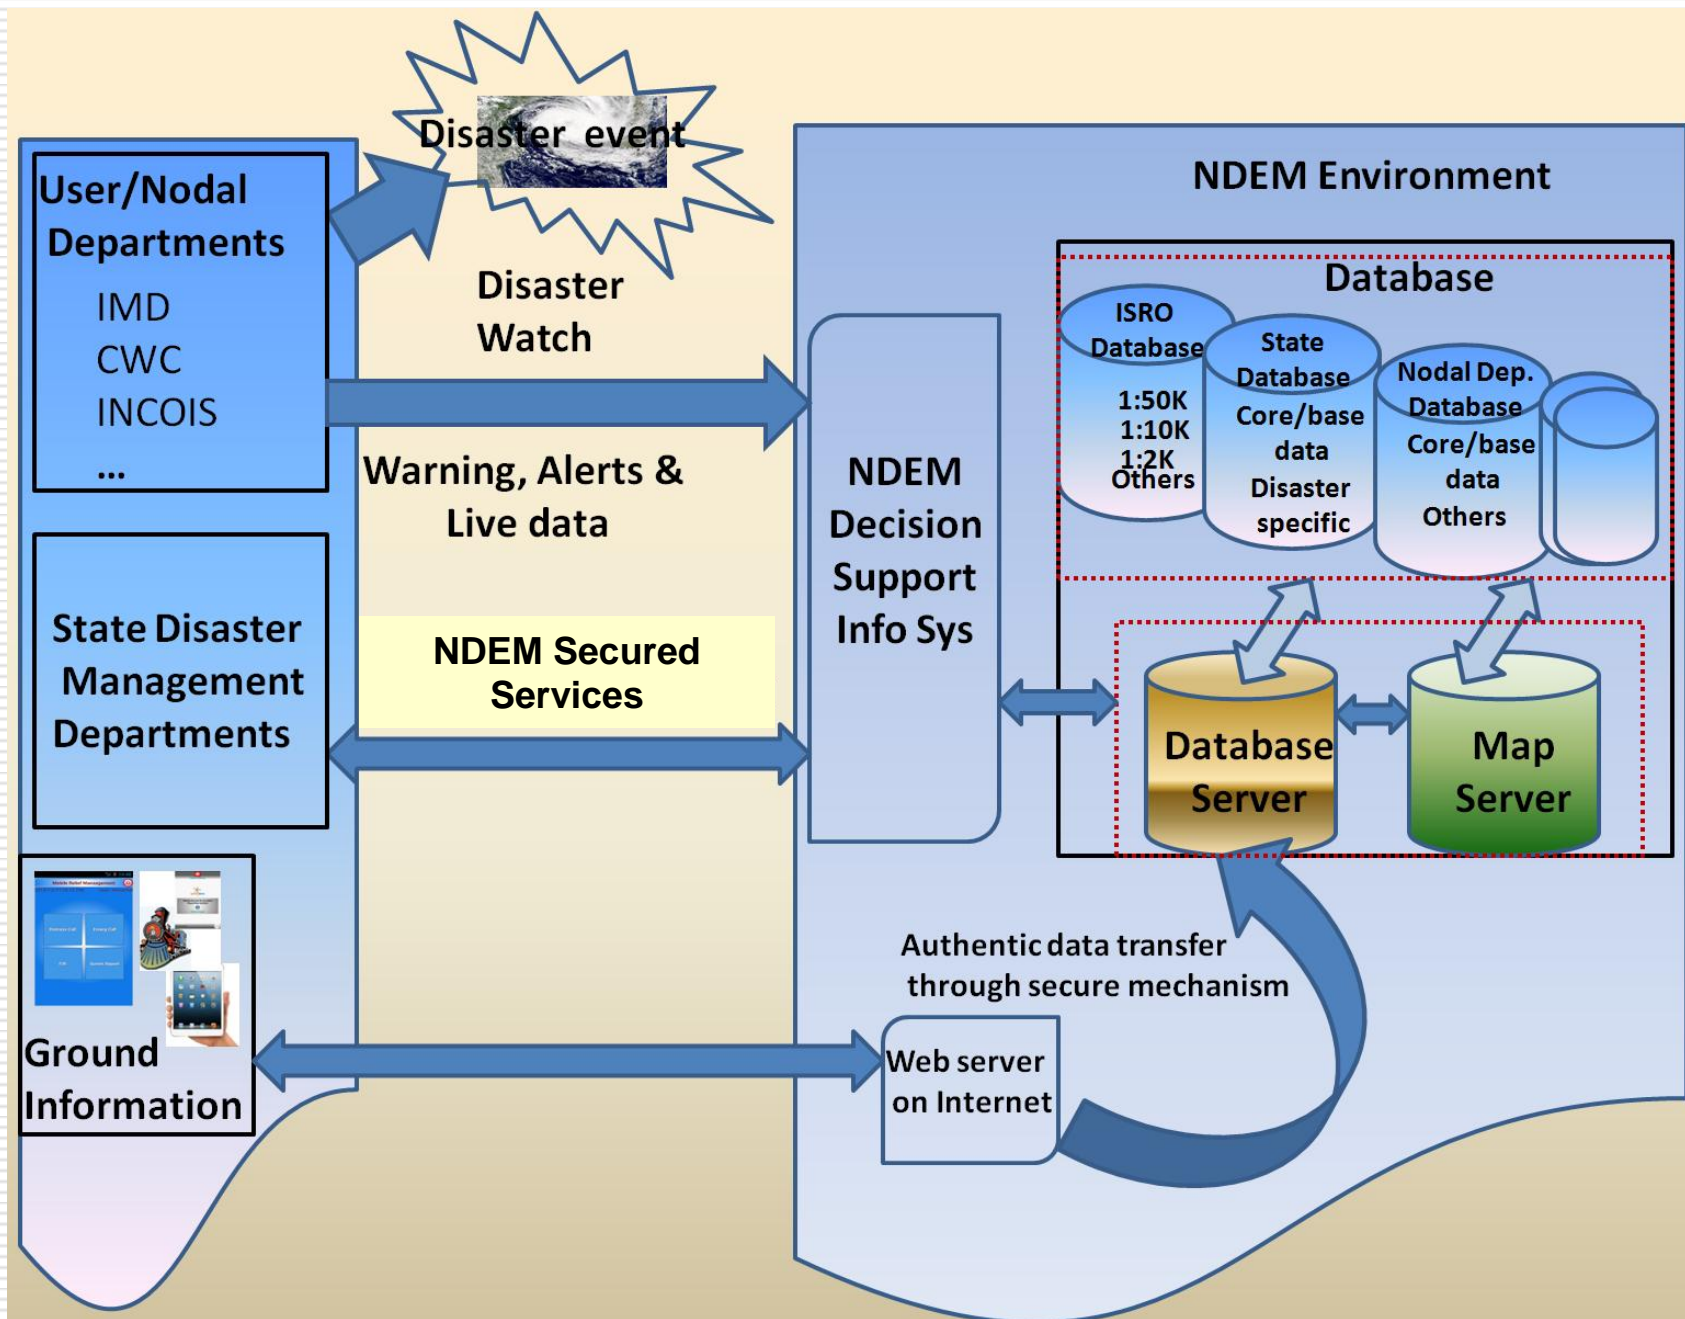 Disaster event
User/Nodal
Departments
IMD
CWC
INCOIS
...
Disaster
Watch
Warning, Alerts &
Live data
State Disaster
Management
Departments
NDEM Secured
Services
Mobile Relief Management
Ground
Information
NDEM Environment
NDEM
Decision
Support
Info Sys
Database
ISRO
Database
1:50K
1:10K
1:2K
Others
State
Database
Core/base
data
Disaster
specific
Nodal Dep.
Database
Core/base
data
Others
Database
Server
Map
Server
Authentic data transfer
through secure mechanism
Web server
on Internet